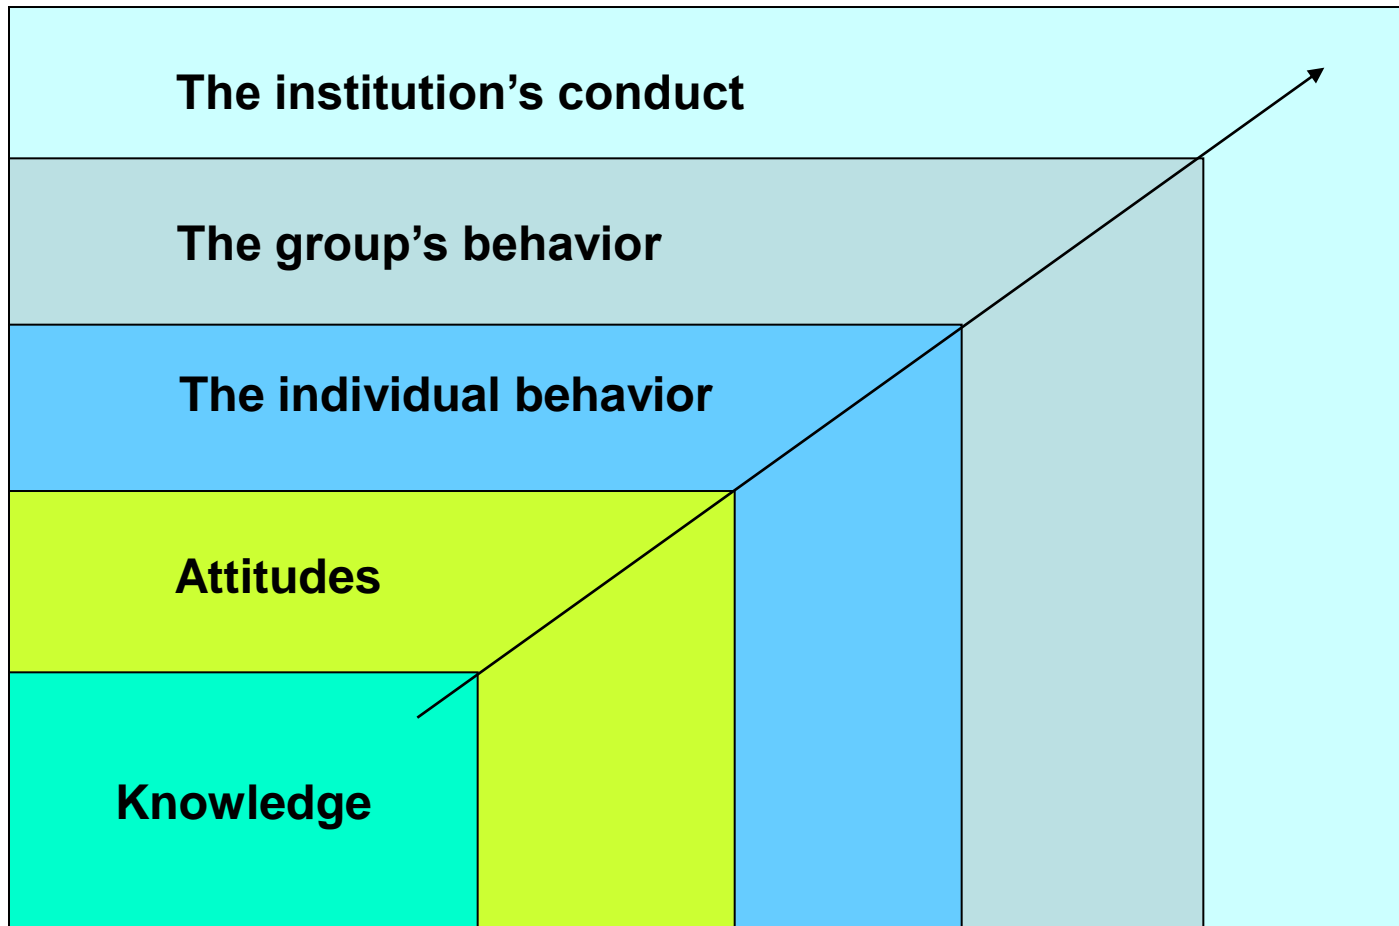 The institution’s conduct
The group’s behavior
The individual behavior
Attitudes
Knowledge